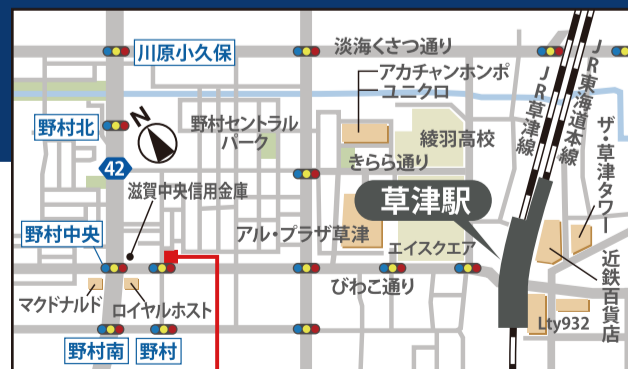 川原小久保
淡海くさつ通り
アカチャンホンポ
ユニクロ
JR草津線
JR東海道本線
ザ・草津タワー
N
野村北
野村セントラル
パーク
綾羽高校
きらら通り
42
滋賀中央信用金庫
草津駅
野村中央
アル・プラザ草津
エイスクエア
近鉄百貨店
マクドナルド
ロイヤルホスト
びわこ通り
Lty932
野村南
野村